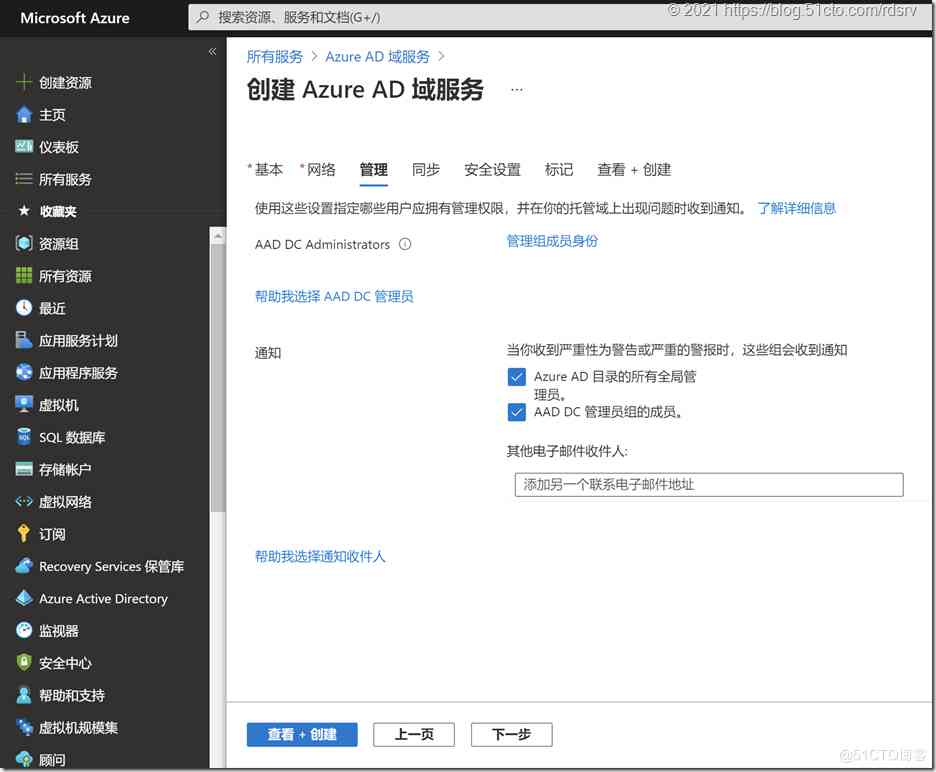 © 2021 https://blog.51cto.com/rdsrv
Microsoft Azure
搜索资源、服务和文档(G+/)
创建资源
主页
仪表板
所有服务
收藏夹
资源组
所有资源
最近
应用服务计划
应用程序服务
虚拟机
SQL 数据库
存储帐户
虚拟网络
订阅
Recovery Services 保管库
Azure Active Directory
监视器
安全中心
帮助和支持
虚拟机规模集
顾问
所有服务 > Azure AD 域服务 >
创建 Azure AD 域服务 ...
* 基本 * 网络 管理 同步 安全设置 标记 查看 + 创建
使用这些设置指定哪些用户应拥有管理权限，并在你的托管域上出现问题时收到通知。 了解详细信息
AAD DC Administrators 管理组成员身份
帮助我选择 AAD DC 管理员
通知 当你收到严重性为警告或严重的警报时，这些组会收到通知
Azure AD 目录的所有全局管
理员。
AAD DC 管理员组的成员。
其他电子邮件收件人:
添加另一个联系电子邮件地址
帮助我选择通知收件人
查看 + 创建 上一页 下一步
@51CTO博客